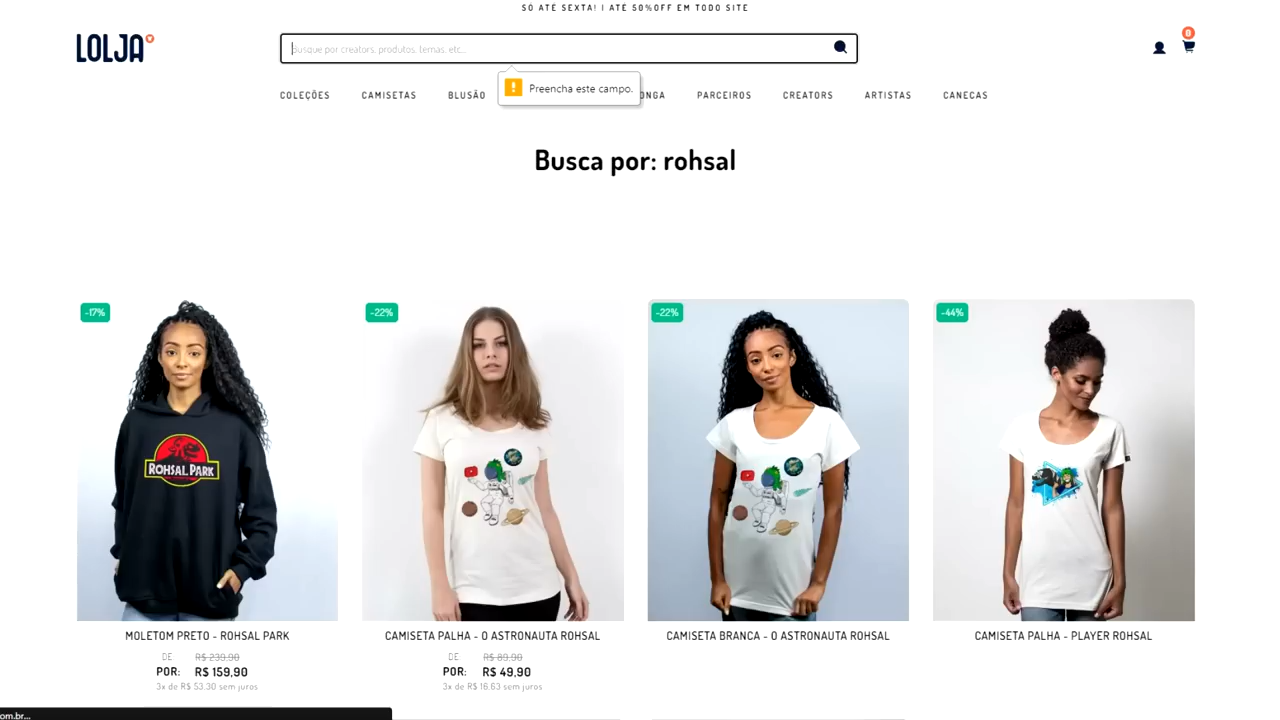 SÓ ATÉ SEXTA! | ATÉ 50%OFF EM TODO SITE
LOLJA
Busque por creators, produtos, temas, etc...
0
Preencha este campo.
COLEÇÕES CAMISETAS BLUSÃO ONGA PARCEIROS CREATORS ARTISTAS CANECAS
Busca por: rohsal
-17% -22% -22% -44%
ROHSAL PARK
MOLETOM PRETO - ROHSAL PARK
DE: R$ 239,90
POR: R$ 159,90
3x de R$ 53,30 sem juros
CAMISETA PALHA - O ASTRONAUTA ROHSAL
DE: R$ 89,90
POR: R$ 49,90
3x de R$ 16,63 sem juros
CAMISETA BRANCA - O ASTRONAUTA ROHSAL
CAMISETA PALHA - PLAYER ROHSAL
om.br...